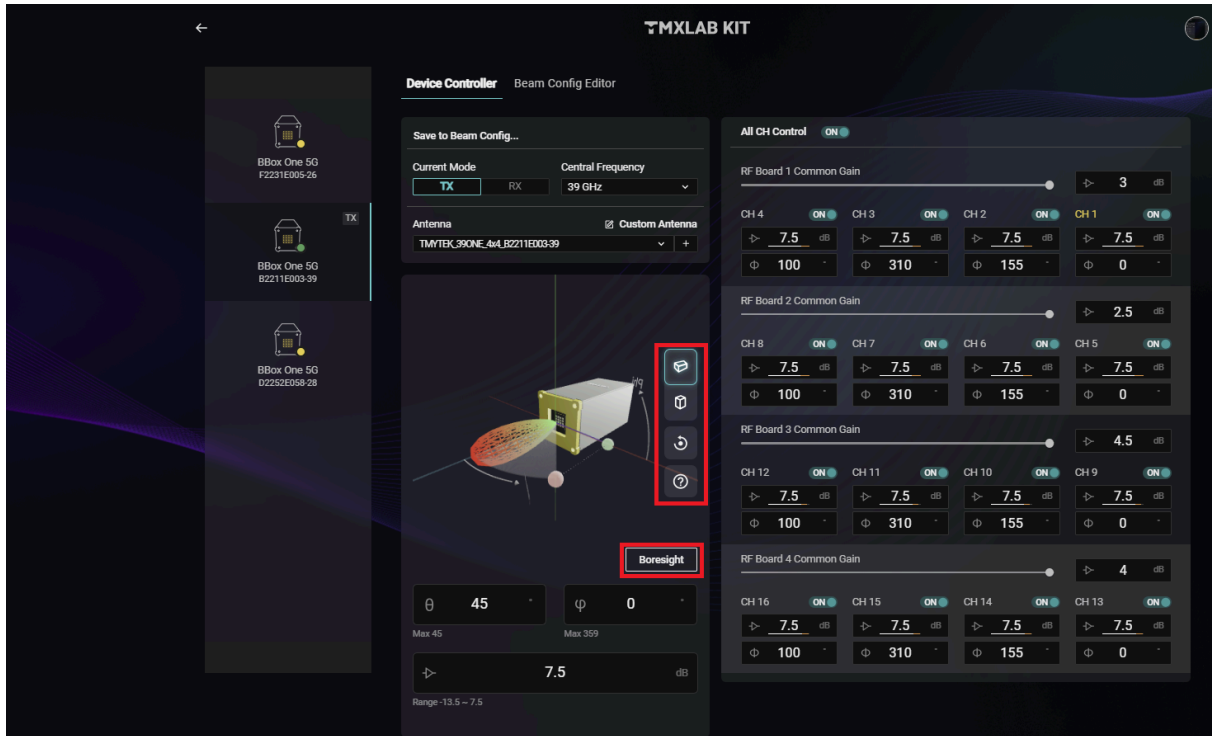 TMXLAB KIT
Device Controller Beam Config Editor
BBox One 5G
F2231E005-26
TX
BBox One 5G
B2211E003-39
BBox One 5G
D2252E058-28
Save to Beam Config...
Current Mode Central Frequency
TX RX 39 GHz
Antenna Custom Antenna
TMYTEK_39ONE_4x4_B2211E003-39 +
phi
Boresight
θ 45 ° φ 0 °
Max 45 Max 359
7.5 dB
Range -13.5 ~ 7.5
All CH Control ON
RF Board 1 Common Gain
3 dB
CH 4 ON CH 3 ON CH 2 ON CH 1 ON
7.5 dB 7.5 dB 7.5 dB 7.5 dB
Φ 100 ° Φ 310 ° Φ 155 ° Φ 0 °
RF Board 2 Common Gain
2.5 dB
CH 8 ON CH 7 ON CH 6 ON CH 5 ON
7.5 dB 7.5 dB 7.5 dB 7.5 dB
Φ 100 ° Φ 310 ° Φ 155 ° Φ 0 °
RF Board 3 Common Gain
4.5 dB
CH 12 ON CH 11 ON CH 10 ON CH 9 ON
7.5 dB 7.5 dB 7.5 dB 7.5 dB
Φ 100 ° Φ 310 ° Φ 155 ° Φ 0 °
RF Board 4 Common Gain
4 dB
CH 16 ON CH 15 ON CH 14 ON CH 13 ON
7.5 dB 7.5 dB 7.5 dB 7.5 dB
Φ 100 ° Φ 310 ° Φ 155 ° Φ 0 °